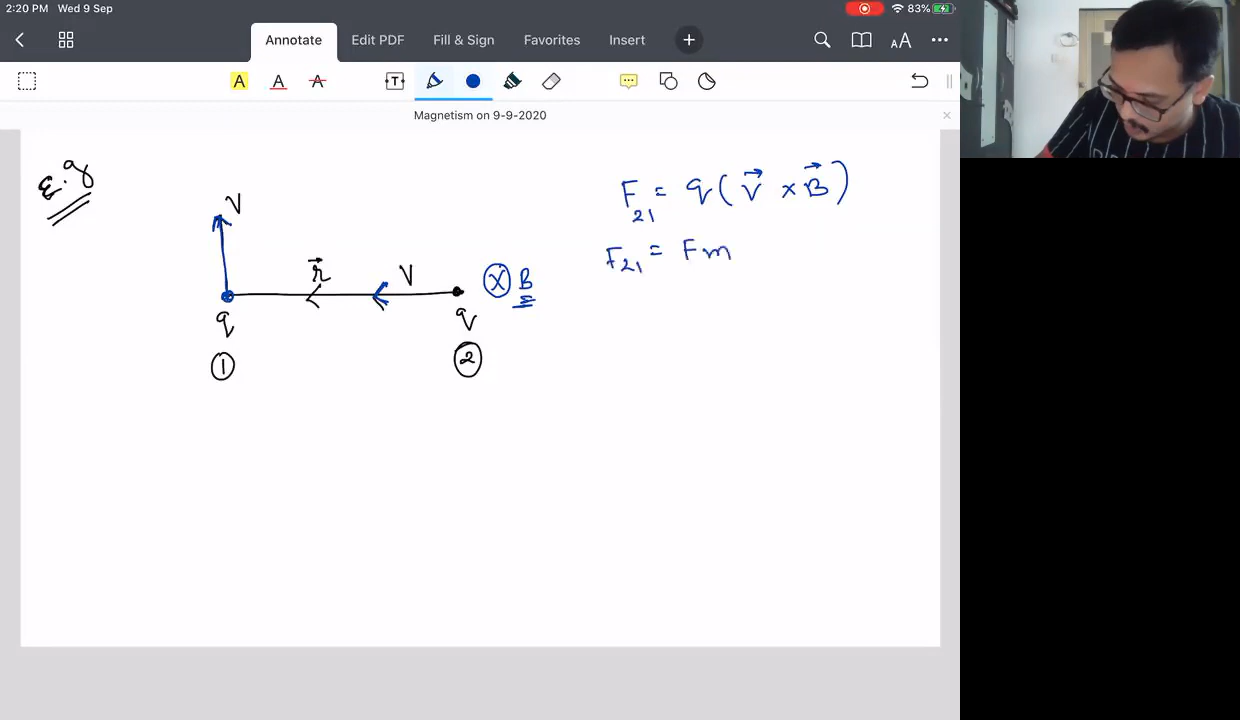 2:20 PM Wed 9 Sep
83%
Annotate Edit PDF Fill & Sign Favorites Insert
A A A T AA
Magnetism on 9-9-2020
E.g
V
r⃗ V
q q
1 2
X B
F₂₁ = q( V⃗ × B⃗ )
F₂₁ = Fm